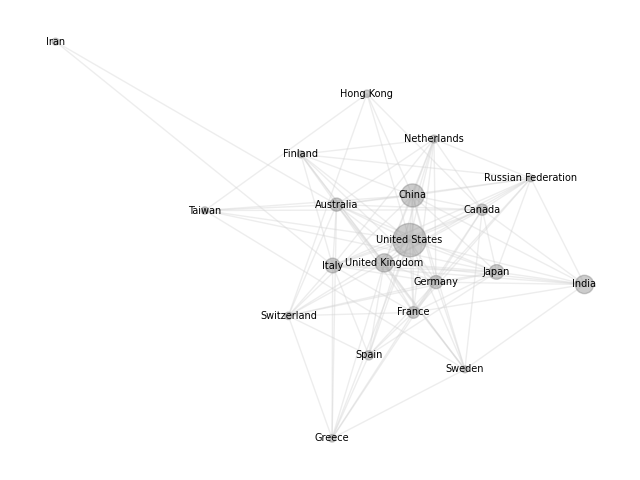 Iran
Hong Kong
Netherlands
Finland
Russian Federation
China
Australia
Canada
Taiwan
United States
United Kingdom
Italy
Japan
Germany
India
France
Switzerland
Spain
Sweden
Greece